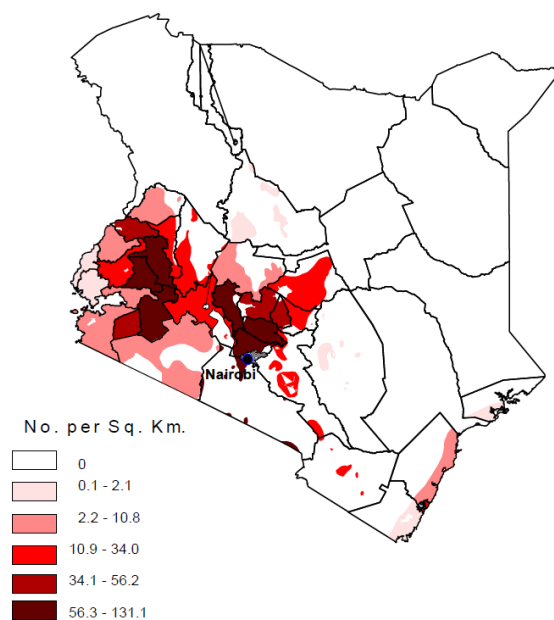 Nairobi
No. per Sq. Km.
0
0.1 - 2.1
2.2 - 10.8
10.9 - 34.0
34.1 - 56.2
56.3 - 131.1